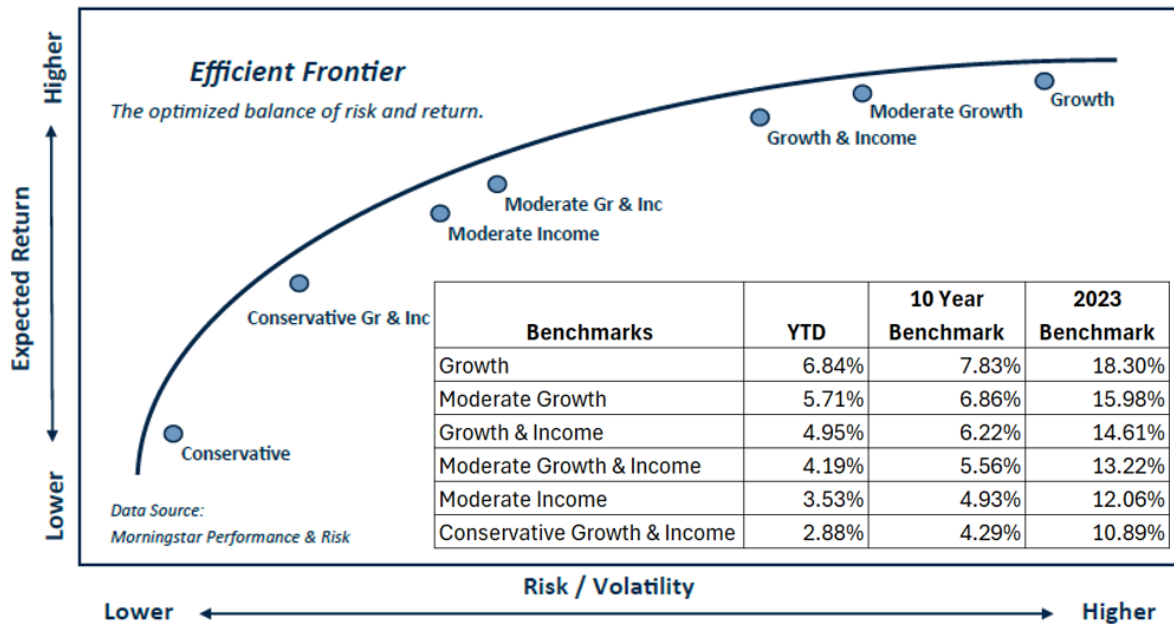 Efficient Frontier
The optimized balance of risk and return.
Higher
Expected Return
Lower
Growth
Moderate Growth
Growth & Income
Moderate Gr & Inc
Moderate Income
Conservative Gr & Inc
Conservative
Data Source:
Morningstar Performance & Risk
Benchmarks YTD 10 Year Benchmark 2023 Benchmark
Growth 6.84% 7.83% 18.30%
Moderate Growth 5.71% 6.86% 15.98%
Growth & Income 4.95% 6.22% 14.61%
Moderate Growth & Income 4.19% 5.56% 13.22%
Moderate Income 3.53% 4.93% 12.06%
Conservative Growth & Income 2.88% 4.29% 10.89%
Risk / Volatility
Lower Higher